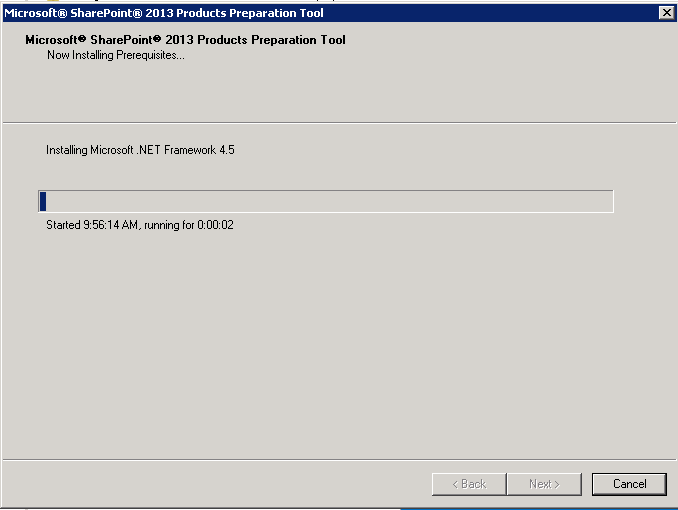 Microsoft® SharePoint® 2013 Products Preparation Tool
Microsoft® SharePoint® 2013 Products Preparation Tool
Now Installing Prerequisites...
Installing Microsoft .NET Framework 4.5
Started 9:56:14 AM, running for 0:00:02
< Back
Next >
Cancel